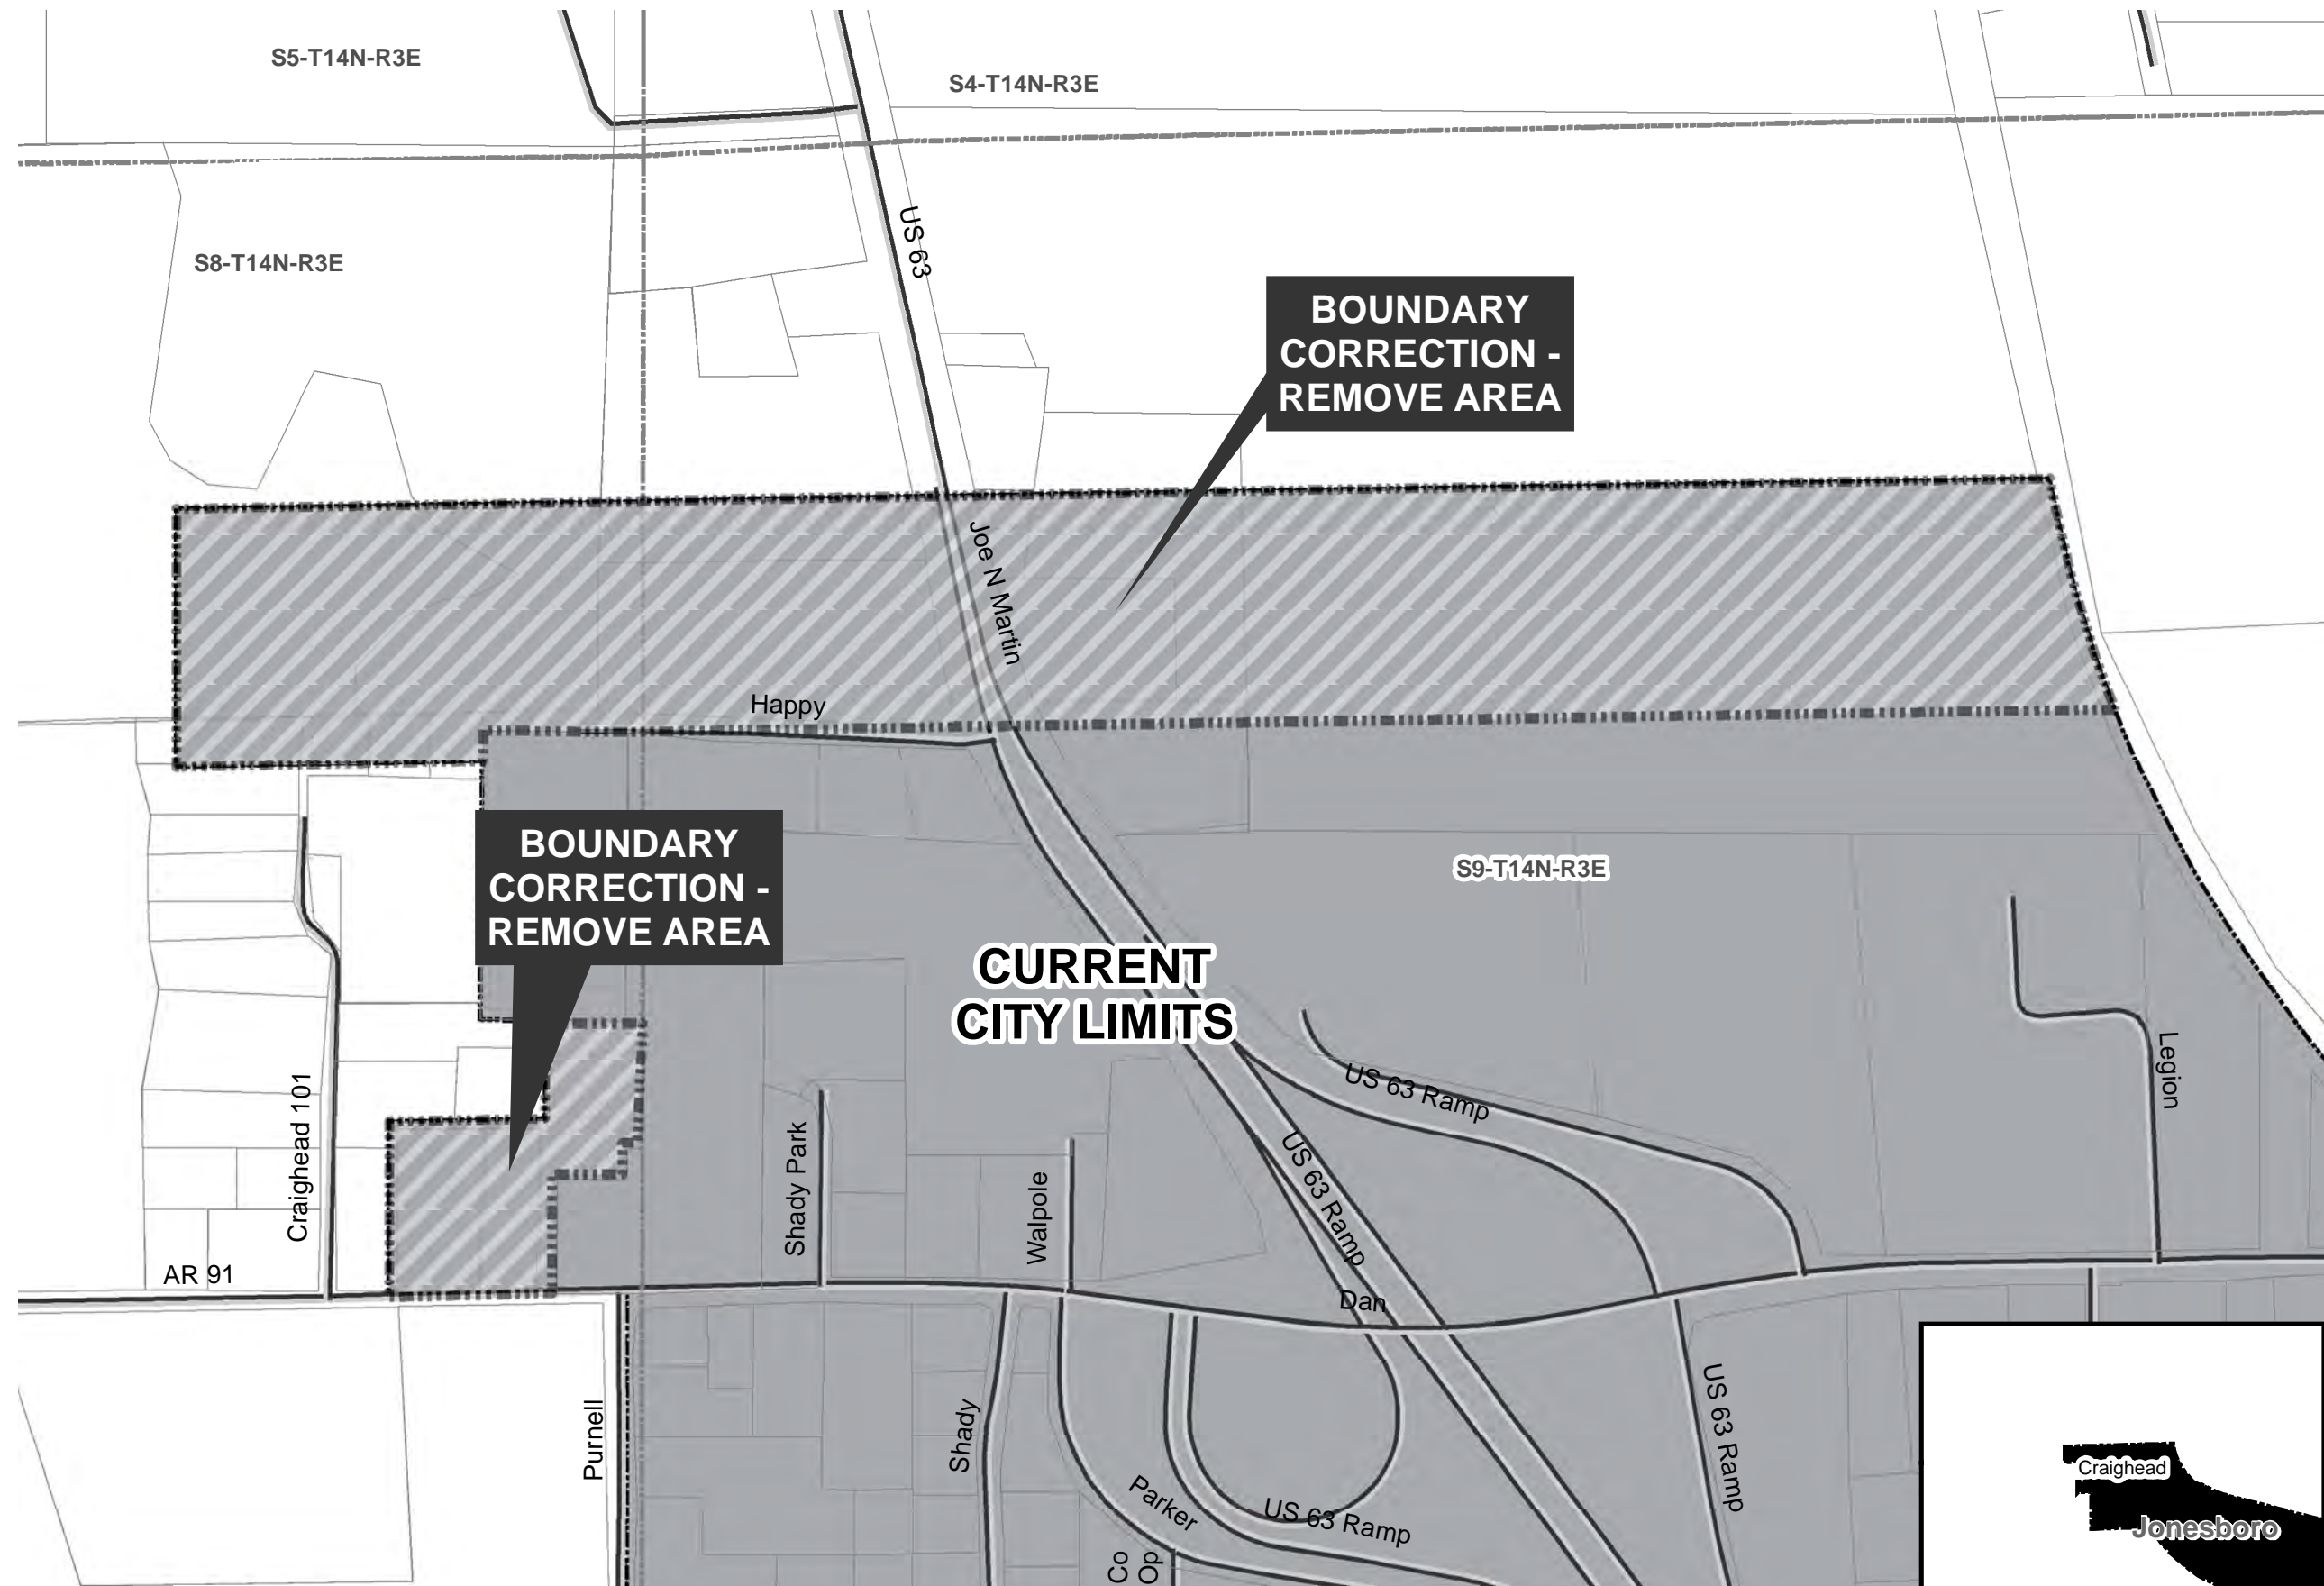 S5-T14N-R3E
S4-T14N-R3E
US 63
S8-T14N-R3E
BOUNDARY
CORRECTION -
REMOVE AREA
Joe N Martin
Happy
BOUNDARY
CORRECTION -
REMOVE AREA
S9-T14N-R3E
CURRENT
CITY LIMITS
Legion
US 63 Ramp
Craighead 101
Shady Park
Walpole
US 63 Ramp
AR 91
Dan
Purnell
Shady
US 63 Ramp
Parker
US 63 Ramp
Co
Op
Craighead
Jonesboro